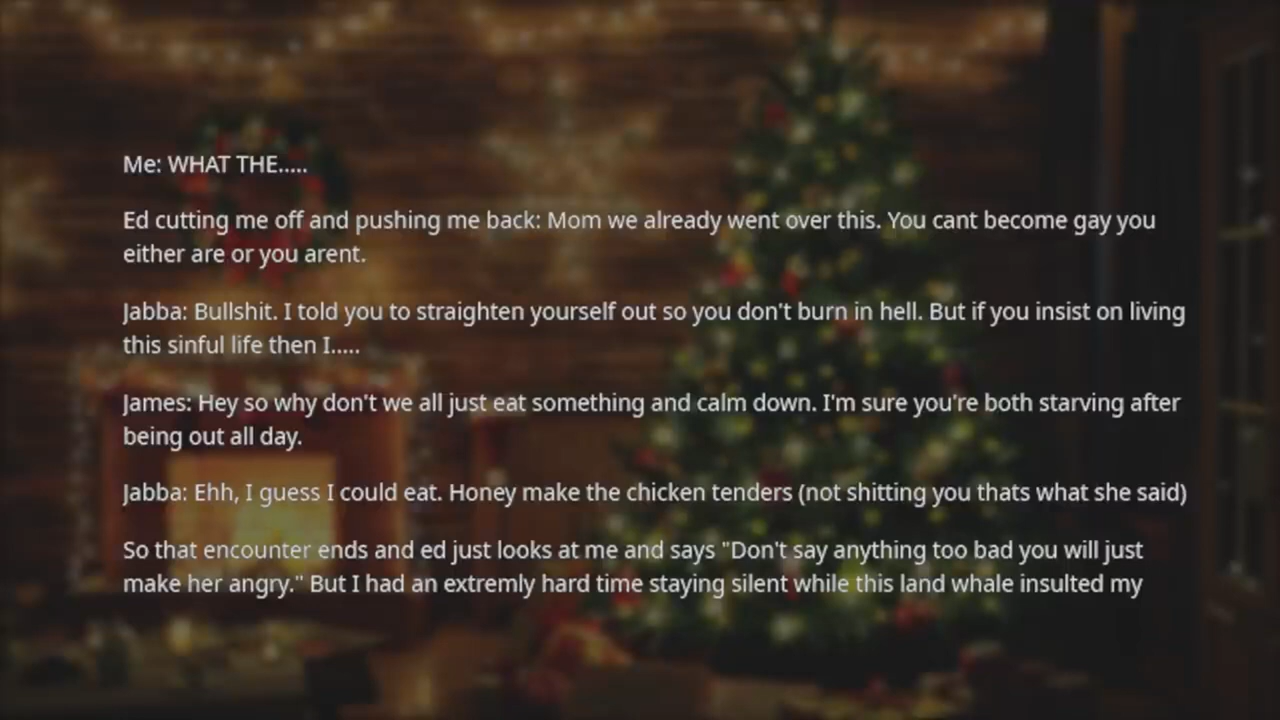 Me: WHAT THE.....
Ed cutting me off and pushing me back: Mom we already went over this. You cant become gay you
either are or you arent.
Jabba: Bullshit. I told you to straighten yourself out so you don't burn in hell. But if you insist on living
this sinful life then I.....
James: Hey so why don't we all just eat something and calm down. I'm sure you're both starving after
being out all day.
Jabba: Ehh, I guess I could eat. Honey make the chicken tenders (not shitting you thats what she said)
So that encounter ends and ed just looks at me and says "Don't say anything too bad you will just
make her angry." But I had an extremely hard time staying silent while this land whale insulted my